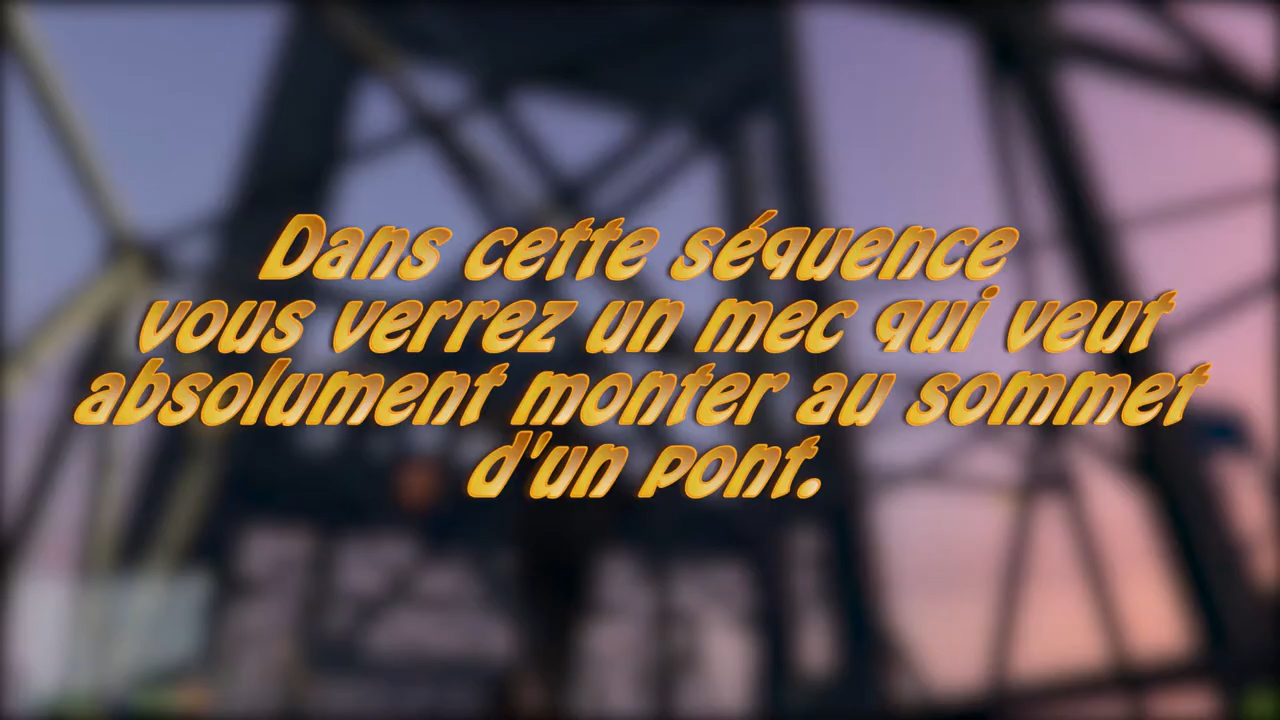 Dans cette séquence
vous verrez un mec qui veut
absolument monter au sommet
d'un pont.